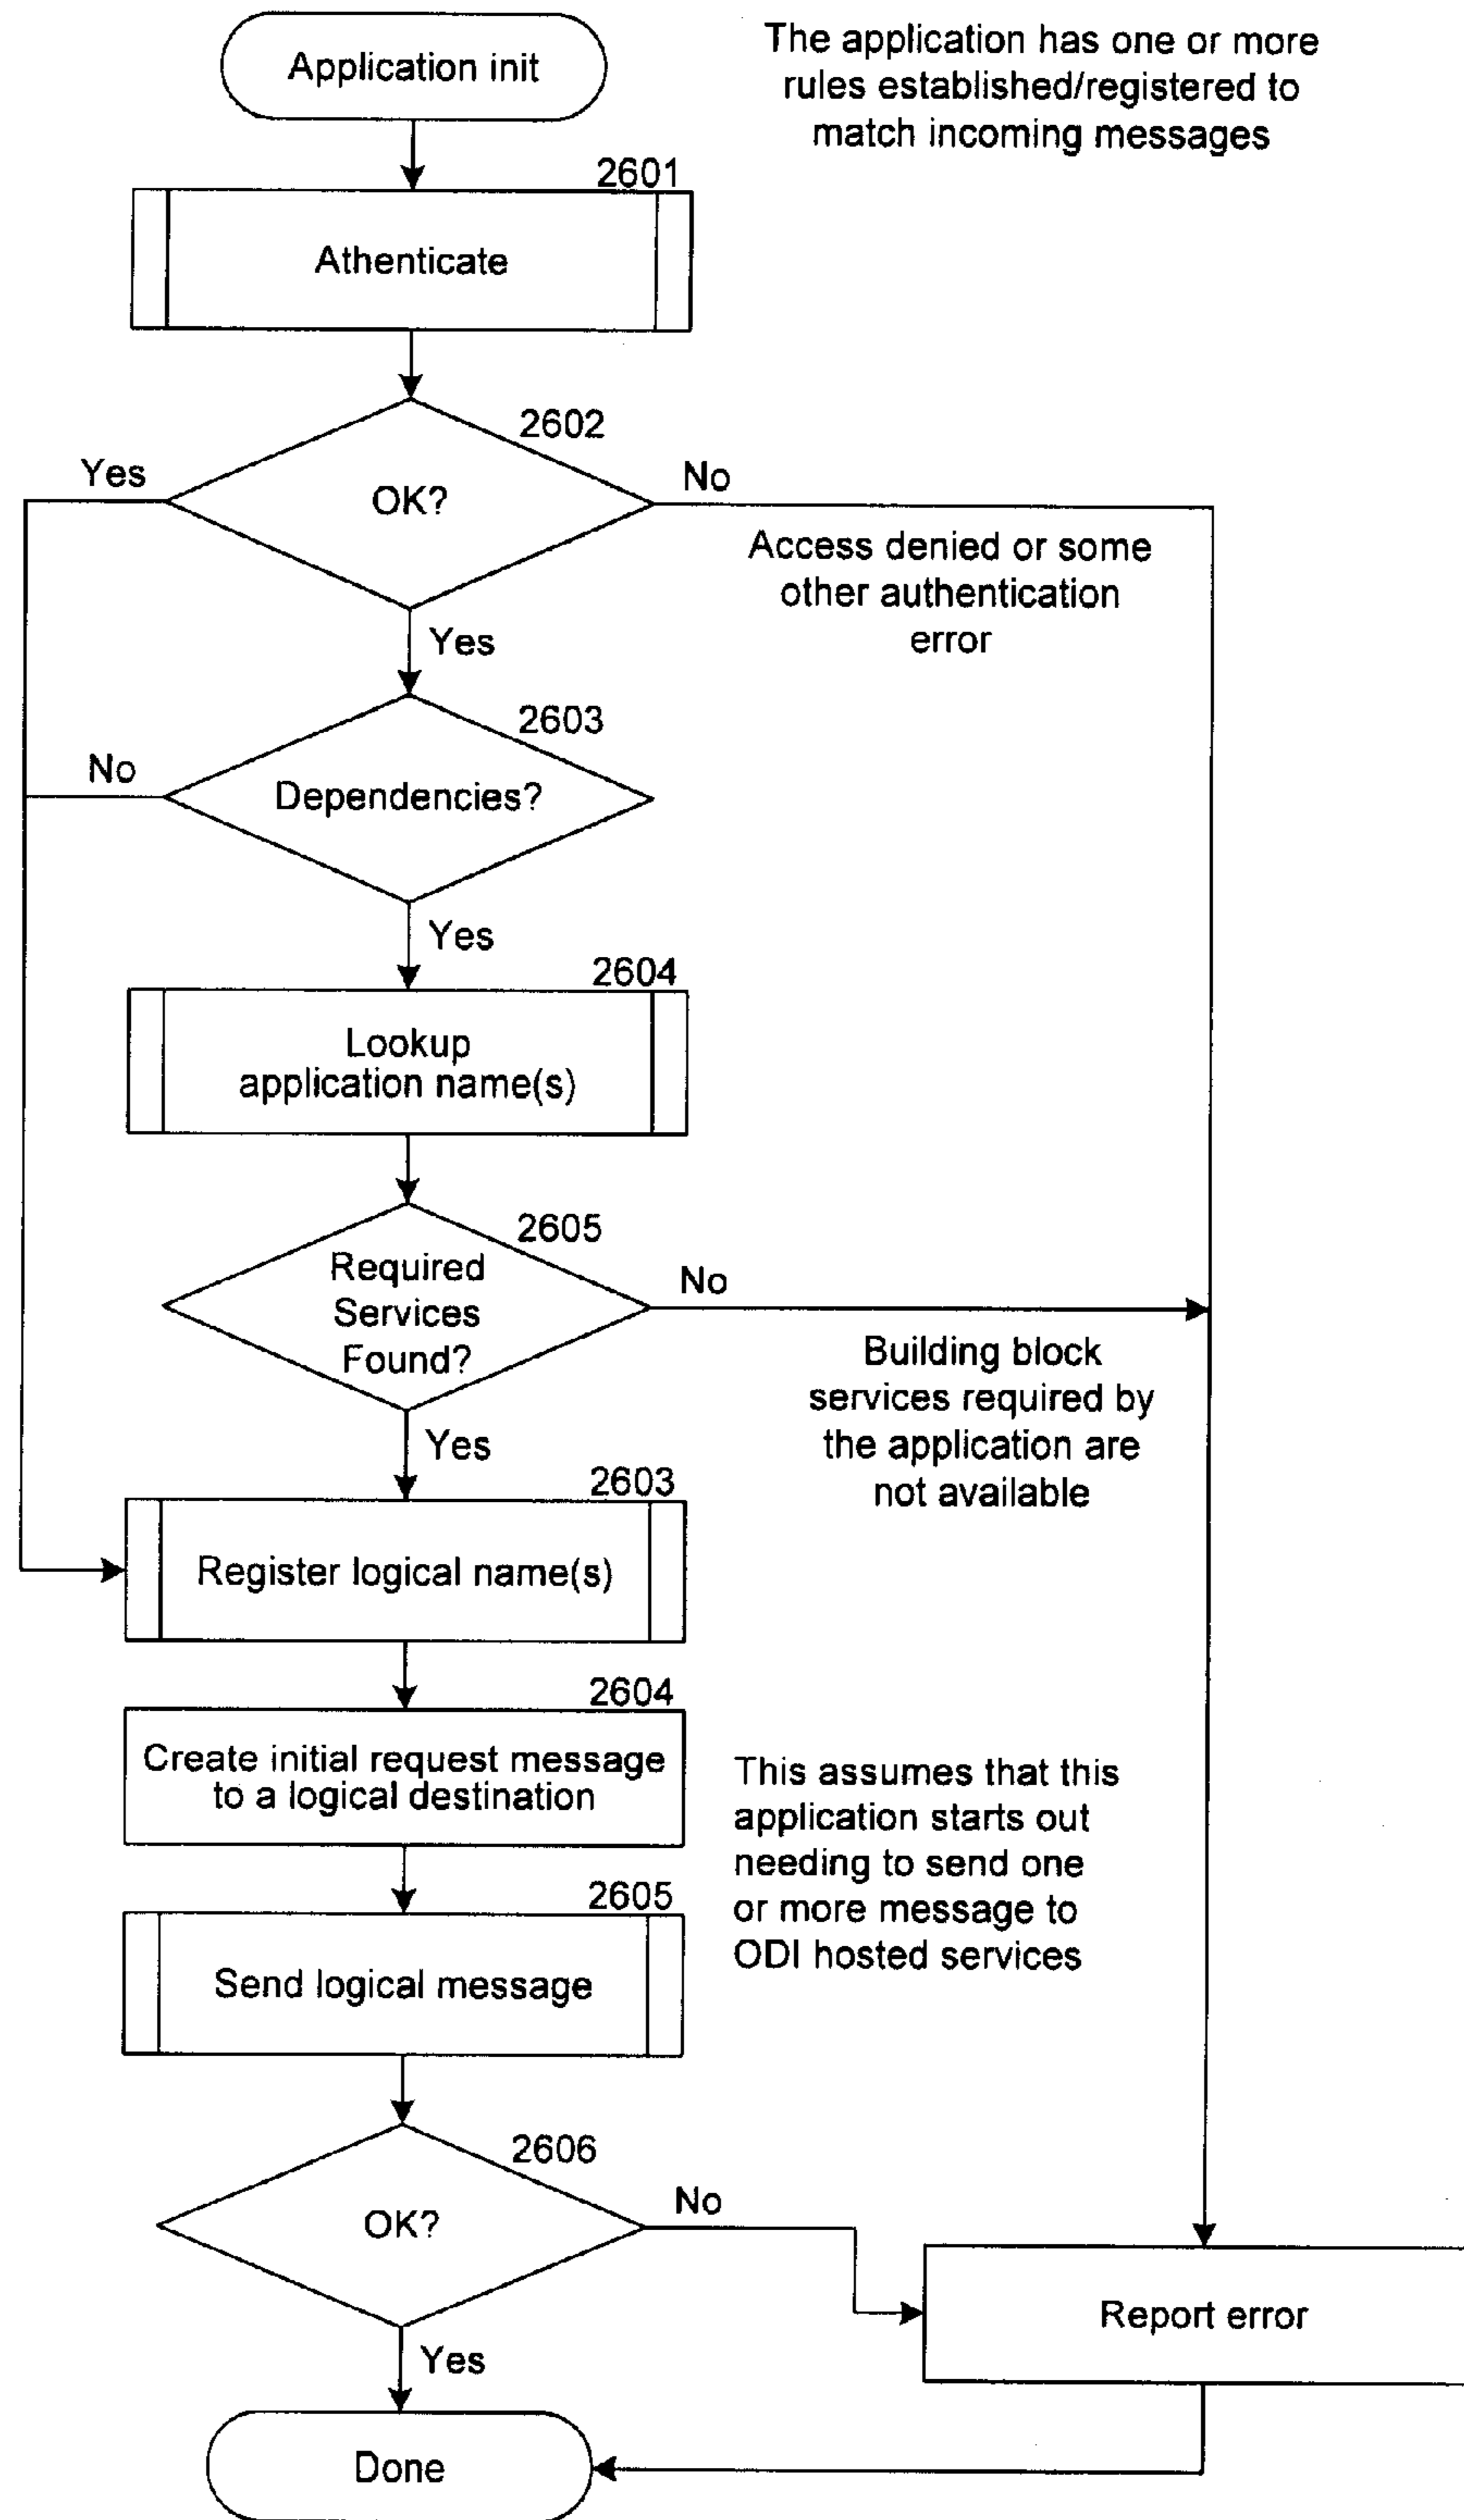 Application init
The application has one or more
rules established/registered to
match incoming messages
2601
Athenticate
2602
Yes
OK?
No
Access denied or some
other authentication
error
Yes
2603
No
Dependencies?
Yes
2604
Lookup
application name(s)
2605
Required
Services
Found?
No
Building block
services required by
the application are
not available
Yes
2603
Register logical name(s)
2604
Create initial request message
to a logical destination
This assumes that this
application starts out
needing to send one
or more message to
ODI hosted services
2605
Send logical message
2606
OK?
No
Report error
Yes
Done